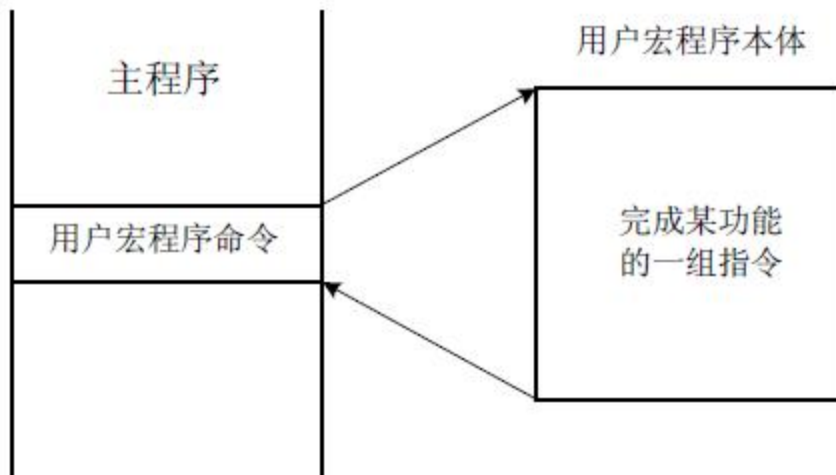 主程序
用户宏程序命令
用户宏程序本体
完成某功能
的一组指令